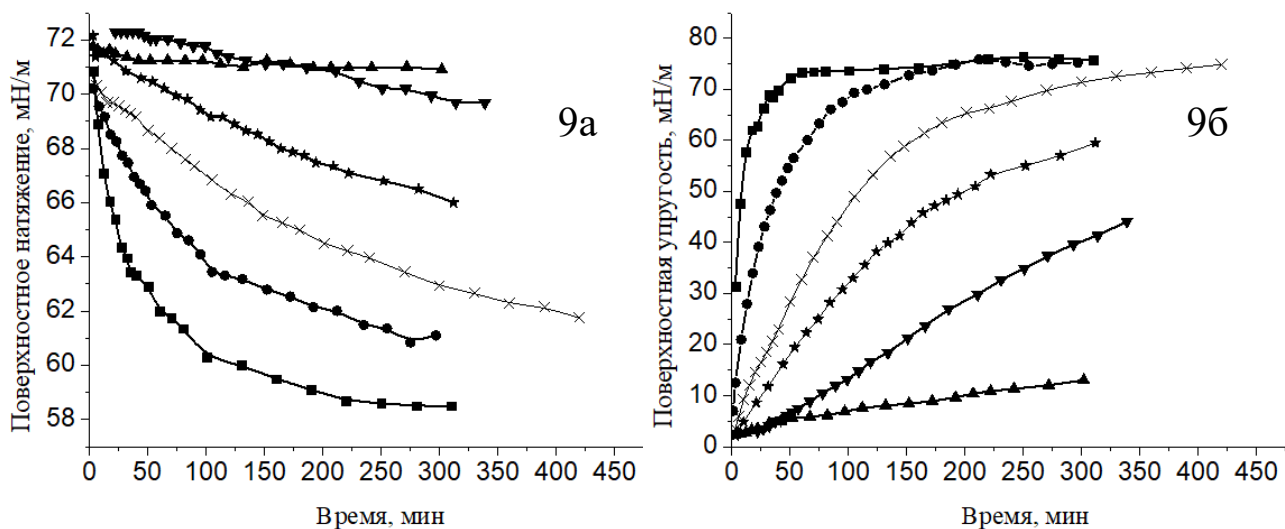 Поверхностное натяжение, мН/м
72
70
68
66
64
62
60
58
0 50 100 150 200 250 300 350 400 450
Время, мин
9а
Поверхностная упругость, мН/м
80
70
60
50
40
30
20
10
0
0 50 100 150 200 250 300 350 400 450
Время, мин
9б